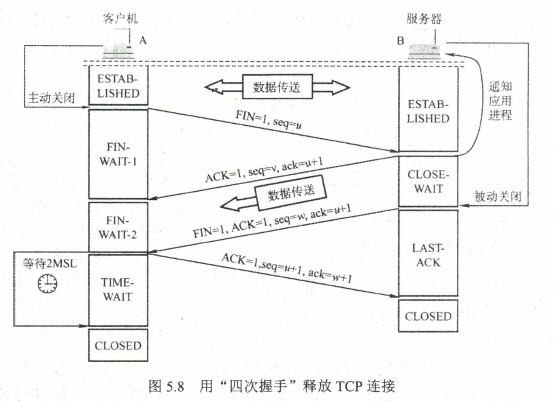 客户机
服务器
A
B
ESTAB-
LISHED
数据传送
ESTAB-
LISHED
通知
应用
进程
主动关闭
FIN=1, seq=u
FIN-
WAIT-1
ACK=1, seq=v, ack=u+1
CLOSE-
WAIT
数据传送
被动关闭
FIN=1, ACK=1, seq=w, ack=u+1
FIN-
WAIT-2
LAST-
ACK
等待2MSL
ACK=1,seq=u+1, ack=w+1
TIME-
WAIT
CLOSED
CLOSED
图 5.8 用“四次握手”释放 TCP 连接